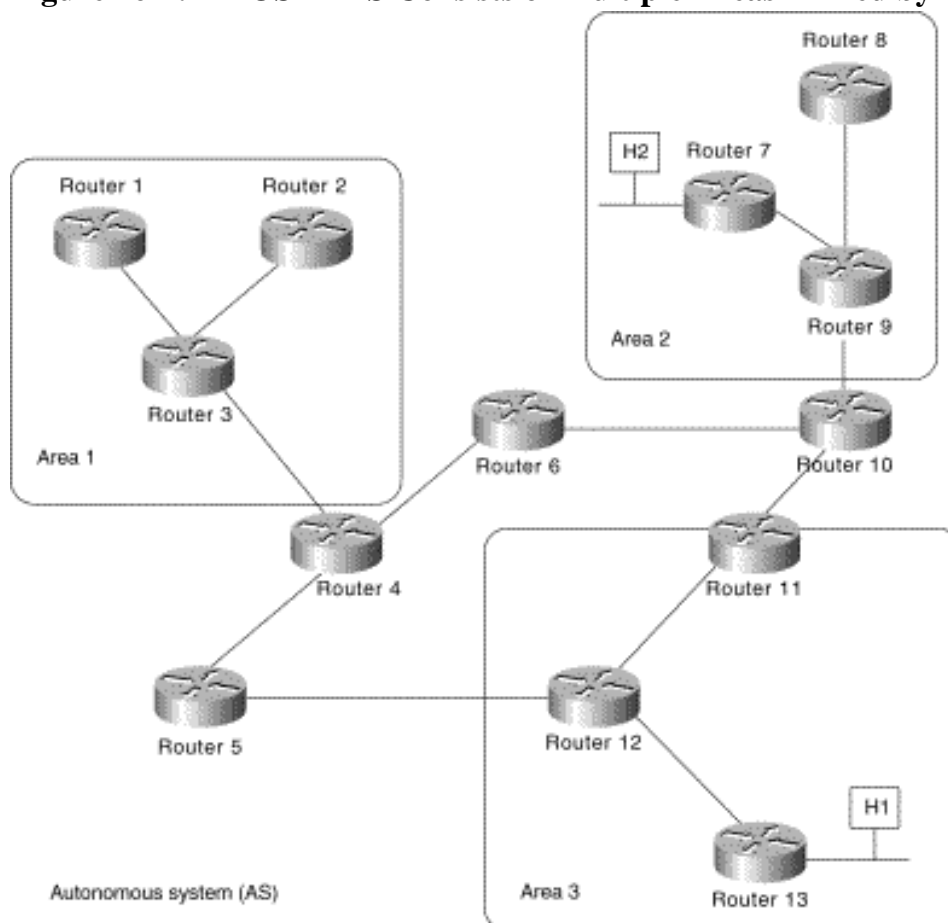 Router 8
H2
Router 7
Router 1
Router 2
Router 9
Area 2
Router 3
Area 1
Router 6
Router 10
Router 4
Router 11
Router 5
Router 12
H1
Autonomous system (AS)
Area 3
Router 13